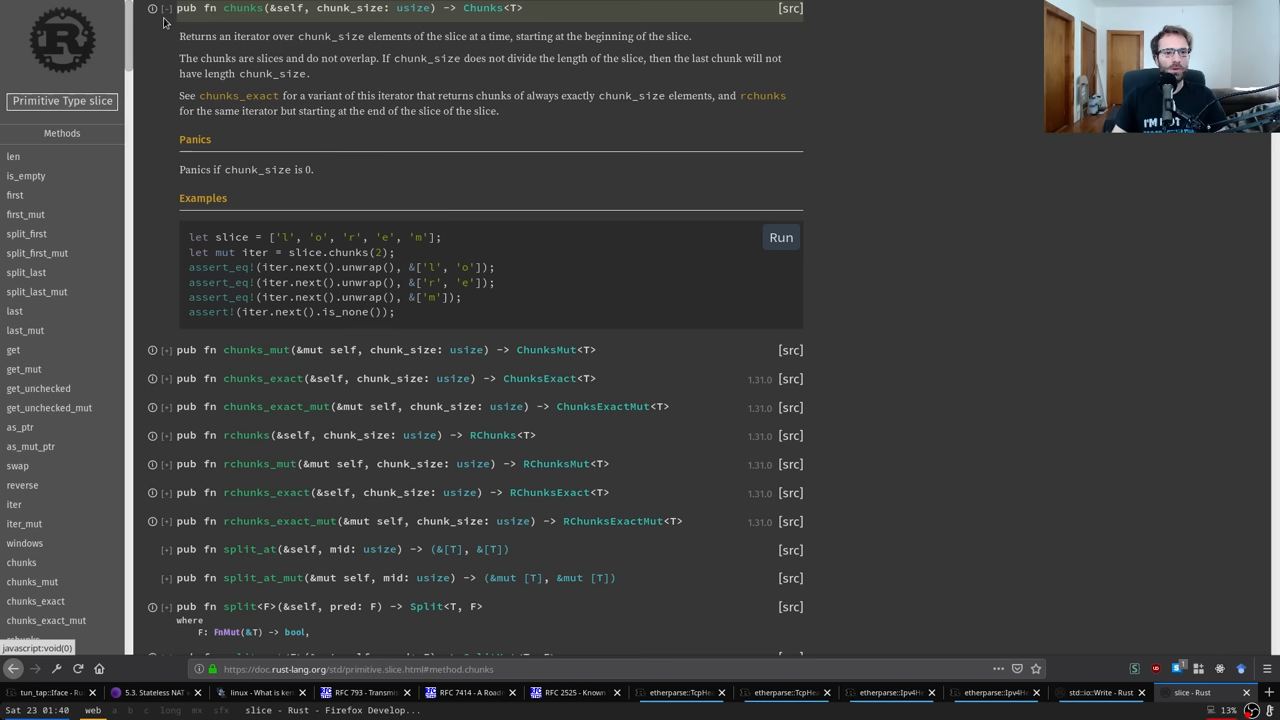 pub fn chunks(&self, chunk_size: usize) -> Chunks<T>
[src]
Returns an iterator over chunk_size elements of the slice at a time, starting at the beginning of the slice.
The chunks are slices and do not overlap. If chunk_size does not divide the length of the slice, then the last chunk will not
have length chunk_size.
See chunks_exact for a variant of this iterator that returns chunks of always exactly chunk_size elements, and rchunks
for the same iterator but starting at the end of the slice of the slice.
Panics
Panics if chunk_size is 0.
Examples
let slice = ['l', 'o', 'r', 'e', 'm'];
let mut iter = slice.chunks(2);
assert_eq!(iter.next().unwrap(), &['l', 'o']);
assert_eq!(iter.next().unwrap(), &['r', 'e']);
assert_eq!(iter.next().unwrap(), &['m']);
assert!(iter.next().is_none());
Run
[+] pub fn chunks_mut(&mut self, chunk_size: usize) -> ChunksMut<T> [src]
[+] pub fn chunks_exact(&self, chunk_size: usize) -> ChunksExact<T> 1.31.0 [src]
[+] pub fn chunks_exact_mut(&mut self, chunk_size: usize) -> ChunksExactMut<T> 1.31.0 [src]
[+] pub fn rchunks(&self, chunk_size: usize) -> RChunks<T> 1.31.0 [src]
[+] pub fn rchunks_mut(&mut self, chunk_size: usize) -> RChunksMut<T> 1.31.0 [src]
[+] pub fn rchunks_exact(&self, chunk_size: usize) -> RChunksExact<T> 1.31.0 [src]
[+] pub fn rchunks_exact_mut(&mut self, chunk_size: usize) -> RChunksExactMut<T> 1.31.0 [src]
[+] pub fn split_at(&self, mid: usize) -> (&[T], &[T]) [src]
[+] pub fn split_at_mut(&mut self, mid: usize) -> (&mut [T], &mut [T]) [src]
[+] pub fn split<F>(&self, pred: F) -> Split<T, F> [src]
where
F: FnMut(&T) -> bool,
Primitive Type slice
Methods
len
is_empty
first
first_mut
split_first
split_first_mut
split_last
split_last_mut
last
last_mut
get
get_mut
get_unchecked
get_unchecked_mut
as_ptr
as_mut_ptr
swap
reverse
iter
iter_mut
windows
chunks
chunks_mut
chunks_exact
chunks_exact_mut
javascript:void(0)
I'M NOT
https://doc.rust-lang.org/std/primitive.slice.html#method.chunks
tun_tap::Iface - Ru
5.3. Stateless NAT
linux - What is ken
RFC 793 - Transmis
RFC 7414 - A Roadm
RFC 2525 - Known
etherparse::TcpHea
etherparse::TcpHea
etherparse::Ipv4He
etherparse::Ipv4He
std::io::Write - Rus
slice - Rust
Sat 23 01:40 web a b c long mx sfx slice - Rust - Firefox Develop...
13%